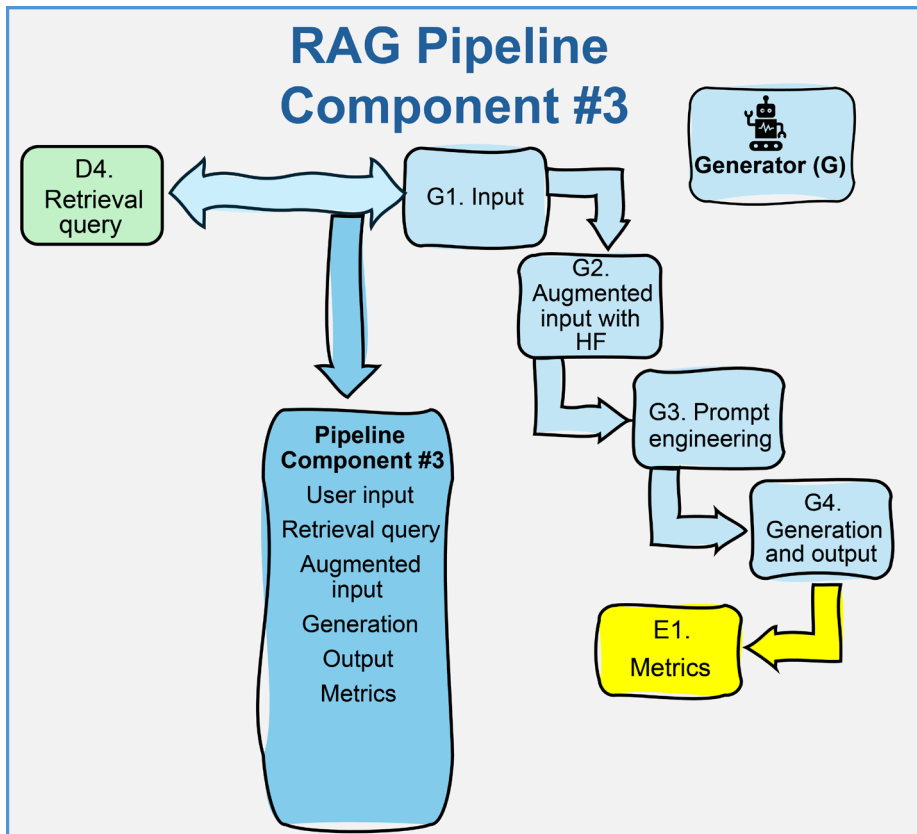 RAG Pipeline
Component #3
Generator (G)
D4.
Retrieval
query
G1. Input
G2.
Augmented
input with
HF
G3. Prompt
engineering
G4.
Generation
and output
E1.
Metrics
Pipeline
Component #3
User input
Retrieval query
Augmented
input
Generation
Output
Metrics